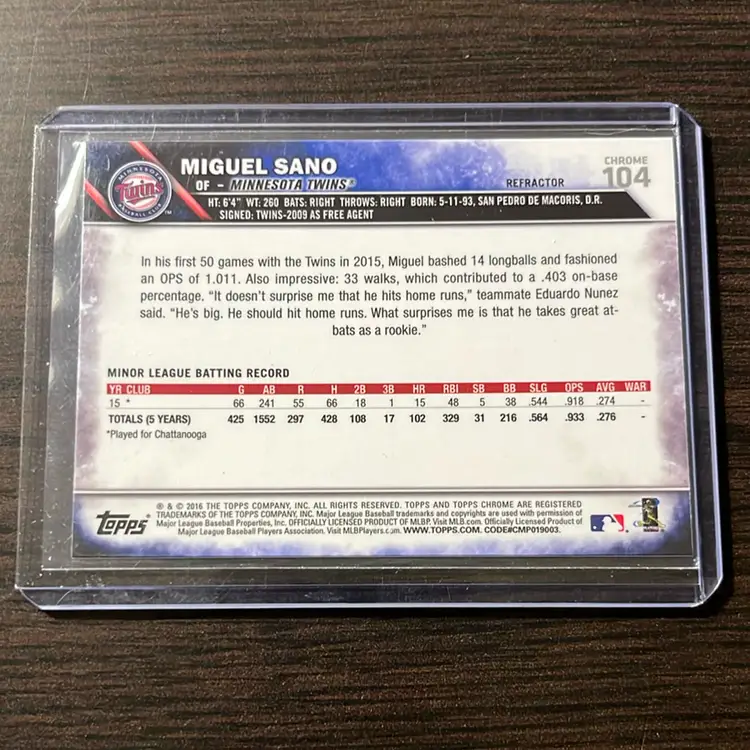 MINNESOTA
Twins
BASEBALL CLUB
TM
MIGUEL SANO
OF – MINNESOTA TWINS®
REFRACTOR
CHROME
104
HT: 6'4" WT: 260 BATS: RIGHT THROWS: RIGHT BORN: 5-11-93, SAN PEDRO DE MACORIS, D.R.
SIGNED: TWINS-2009 AS FREE AGENT
In his first 50 games with the Twins in 2015, Miguel bashed 14 longballs and fashioned
an OPS of 1.011. Also impressive: 33 walks, which contributed to a .403 on-base
percentage. “It doesn't surprise me that he hits home runs,” teammate Eduardo Nunez
said. “He's big. He should hit home runs. What surprises me is that he takes great at-
bats as a rookie.”
MINOR LEAGUE BATTING RECORD
YR CLUB G AB R H 2B 3B HR RBI SB BB SLG OPS AVG WAR
15 * 66 241 55 66 18 1 15 48 5 38 .544 .918 .274 -
TOTALS (5 YEARS) 425 1552 297 428 108 17 102 329 31 216 .564 .933 .276 -
*Played for Chattanooga
Topps®
® & © 2016 THE TOPPS COMPANY, INC. ALL RIGHTS RESERVED. TOPPS AND TOPPS CHROME ARE REGISTERED
TRADEMARKS OF THE TOPPS COMPANY, INC. Major League Baseball trademarks and copyrights are used with permission of
Major League Baseball Properties, Inc. OFFICIALLY LICENSED PRODUCT OF MLBP. Visit MLB.com. Officially Licensed Product of
Major League Baseball Players Association. Visit MLBPlayers.com. WWW.TOPPS.COM. CODE#CMP019003.